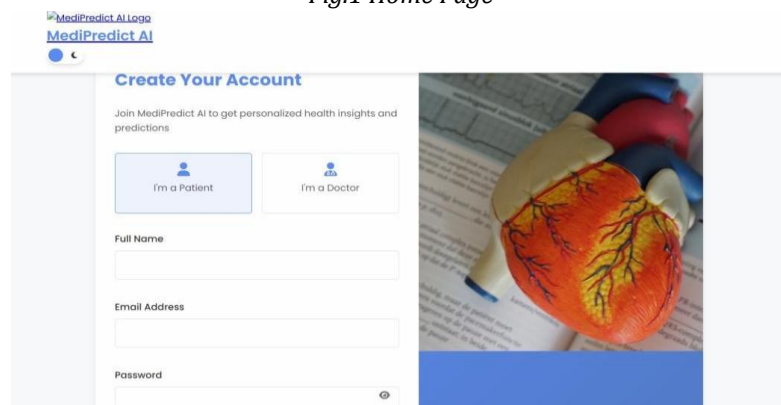 Fig.1 Home Page
MediPredict AI Logo
MediPredict AI
Create Your Account
Join MediPredict AI to get personalized health insights and
predictions
I'm a Patient
I'm a Doctor
Full Name
Email Address
Password